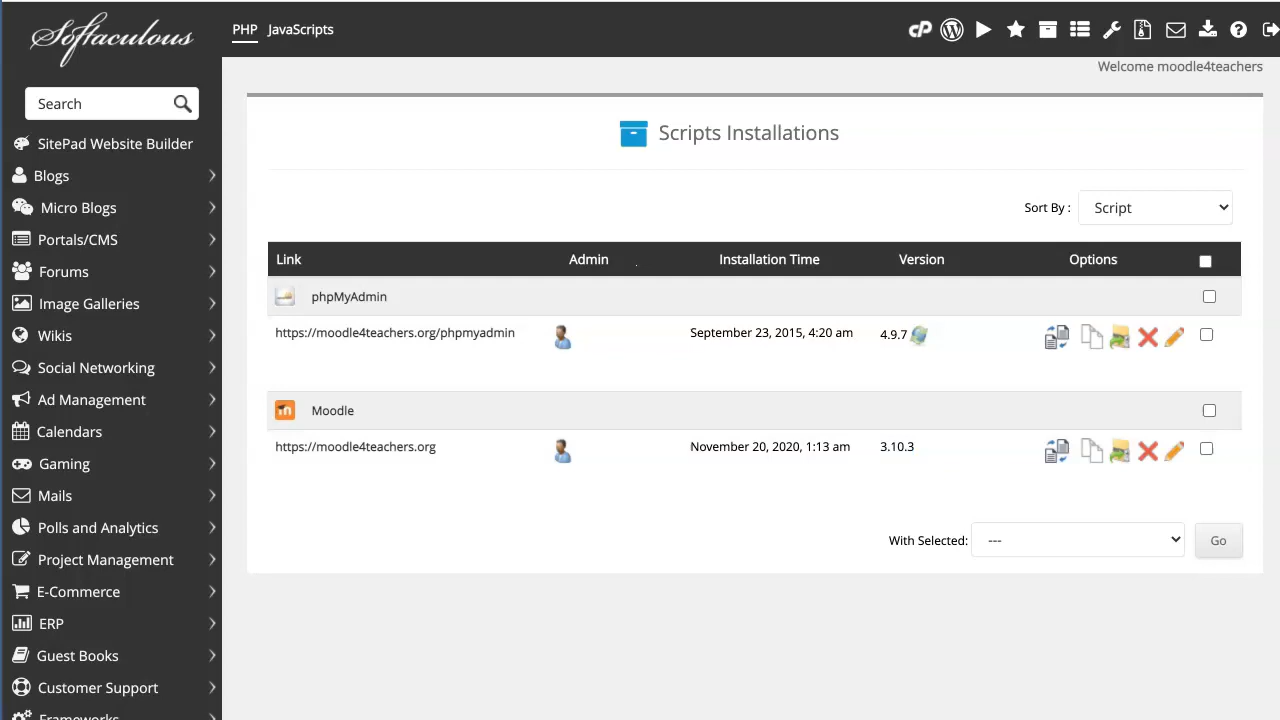 Softaculous
PHP JavaScripts
Welcome moodle4teachers
Search
SitePad Website Builder
Blogs
Micro Blogs
Portals/CMS
Forums
Image Galleries
Wikis
Social Networking
Ad Management
Calendars
Gaming
Mails
Polls and Analytics
Project Management
E-Commerce
ERP
Guest Books
Customer Support
Frameworks
Scripts Installations
Sort By : Script
Link Admin Installation Time Version Options
phpMyAdmin
https://moodle4teachers.org/phpmyadmin September 23, 2015, 4:20 am 4.9.7
Moodle
https://moodle4teachers.org November 20, 2020, 1:13 am 3.10.3
With Selected: --- Go